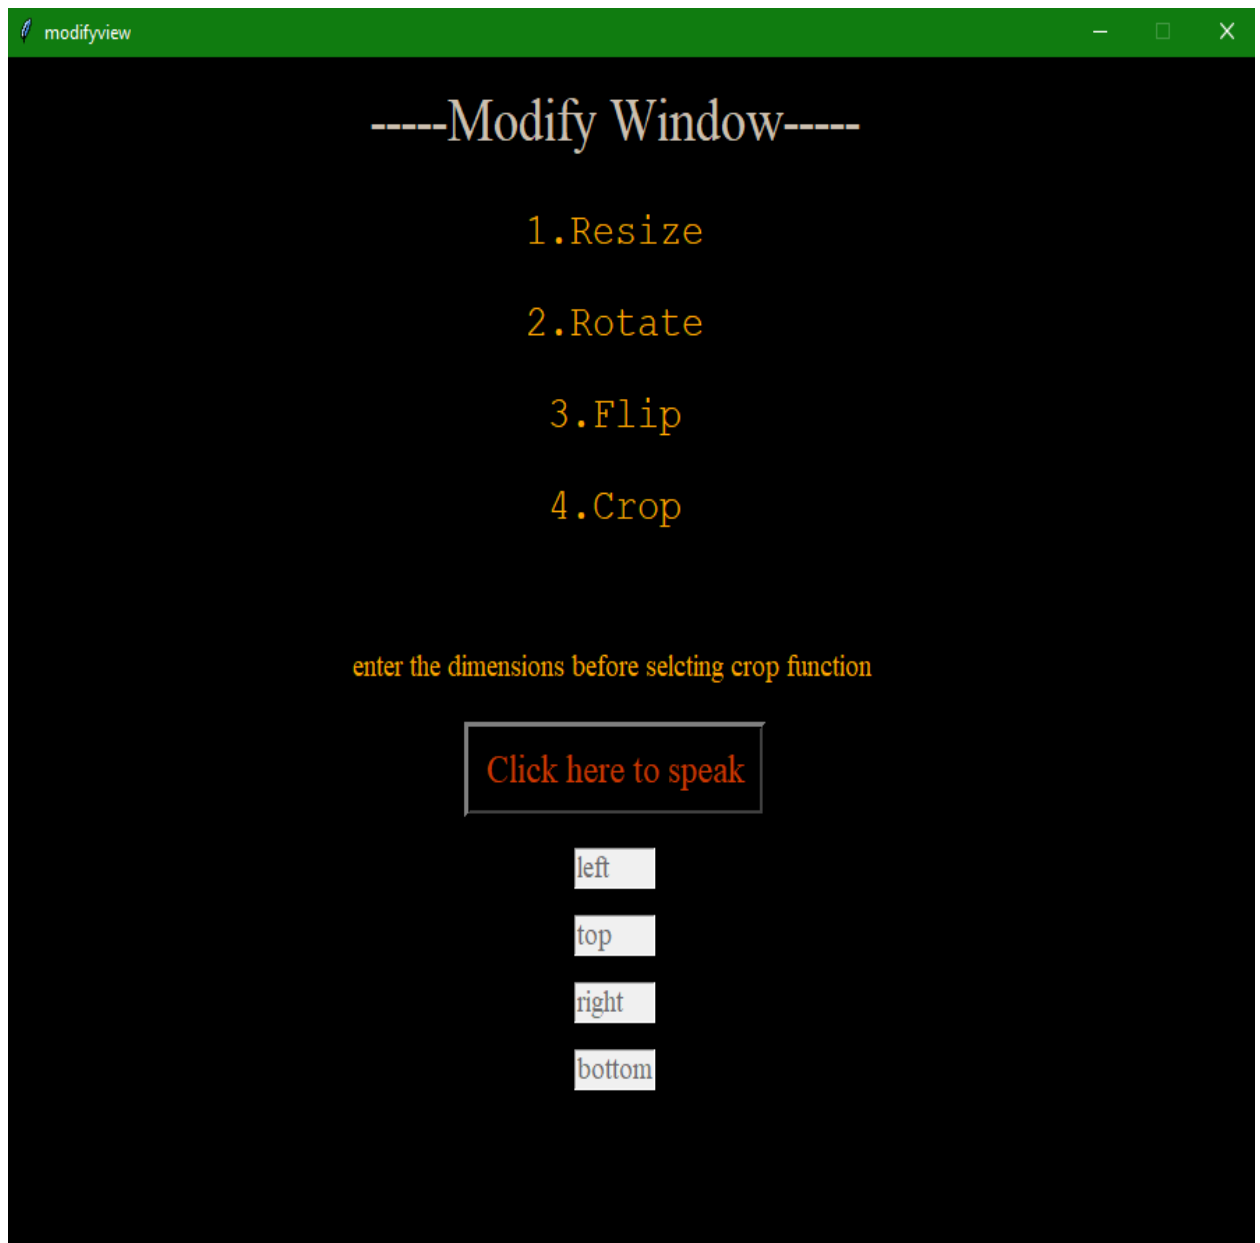 modifyview
-----Modify Window-----
1.Resize
2.Rotate
3.Flip
4.Crop
enter the dimensions before selcting crop function
Click here to speak
left
top
right
bottom